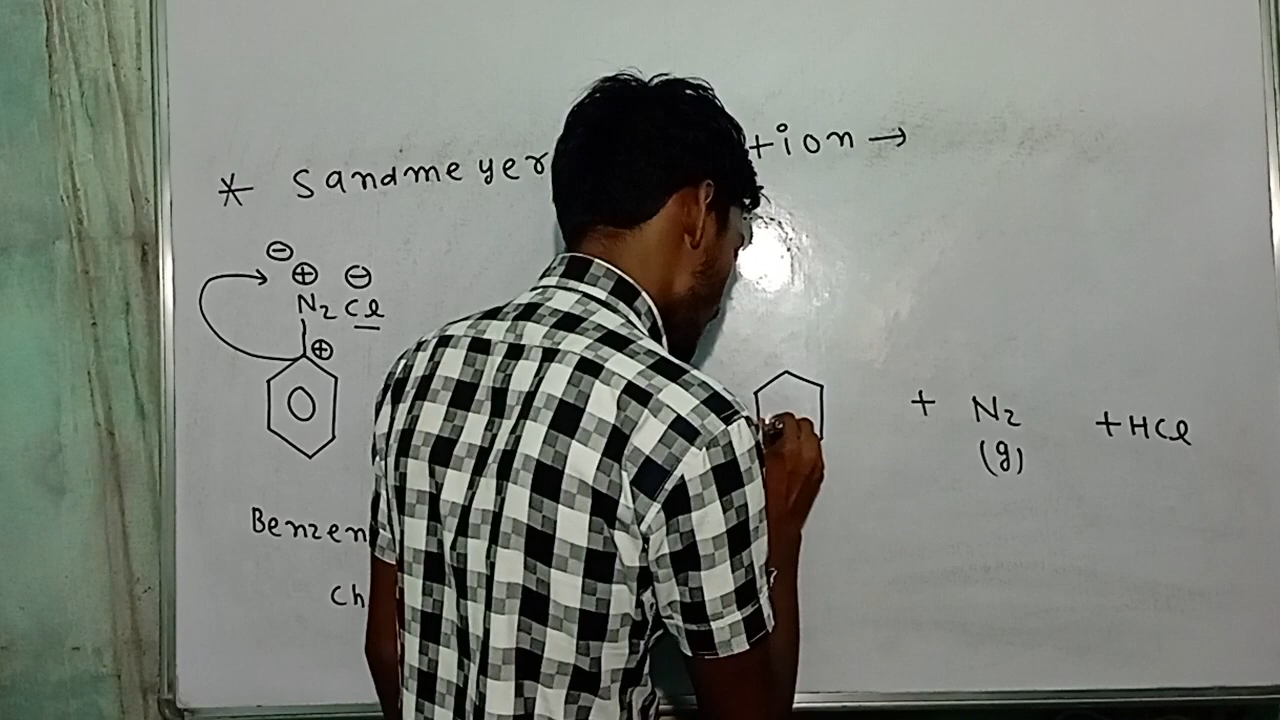 * Sandmeyer tion →
⊖
⊕ ⊖
N₂ Cl
⊕
+ N₂ + HCl
(g)
Benzen
Ch